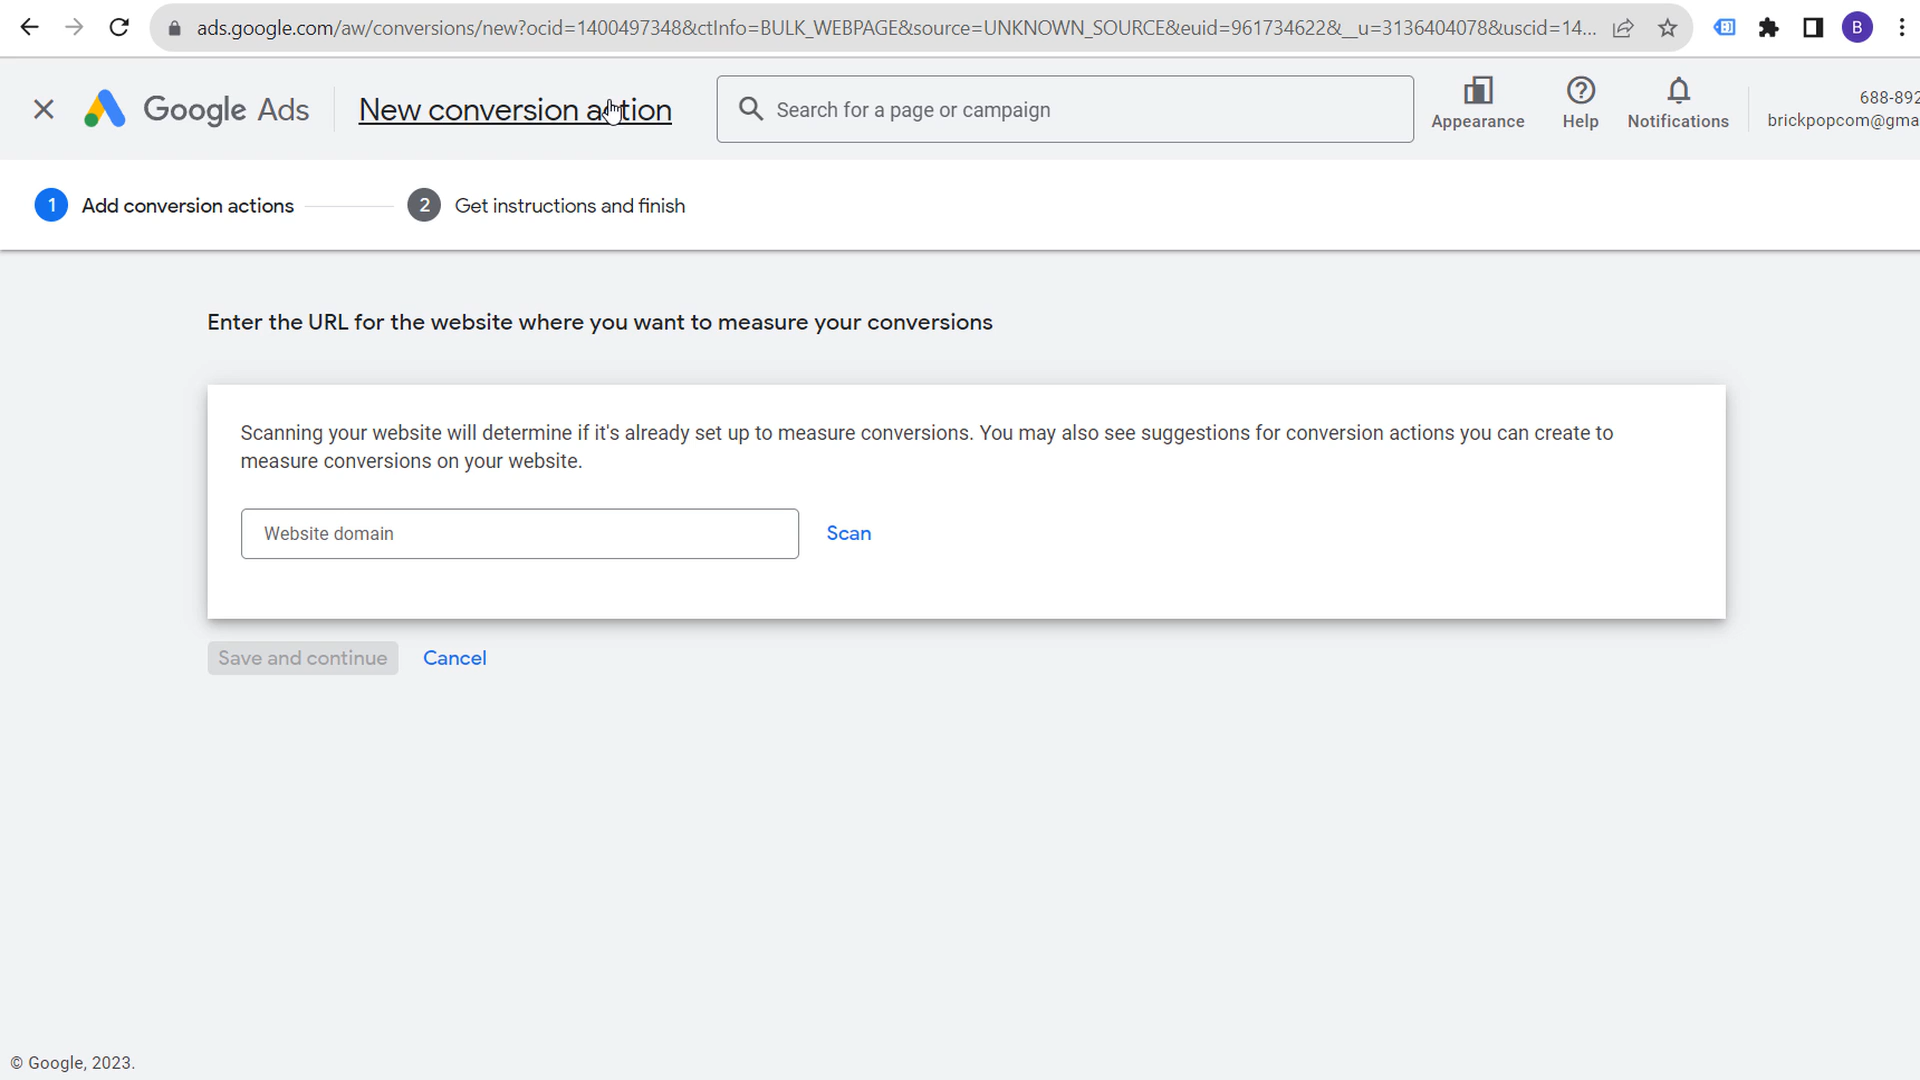 ads.google.com/aw/conversions/new?ocid=1400497348&ctInfo=BULK_WEBPAGE&source=UNKNOWN_SOURCE&euid=961734622&__u=3136404078&uscid=14...
B
Google Ads
New conversion action
Search for a page or campaign
Appearance
Help
Notifications
688-892
brickpopcom@gma
1 Add conversion actions
2 Get instructions and finish
Enter the URL for the website where you want to measure your conversions
Scanning your website will determine if it's already set up to measure conversions. You may also see suggestions for conversion actions you can create to
measure conversions on your website.
Website domain
Scan
Save and continue
Cancel
© Google, 2023.